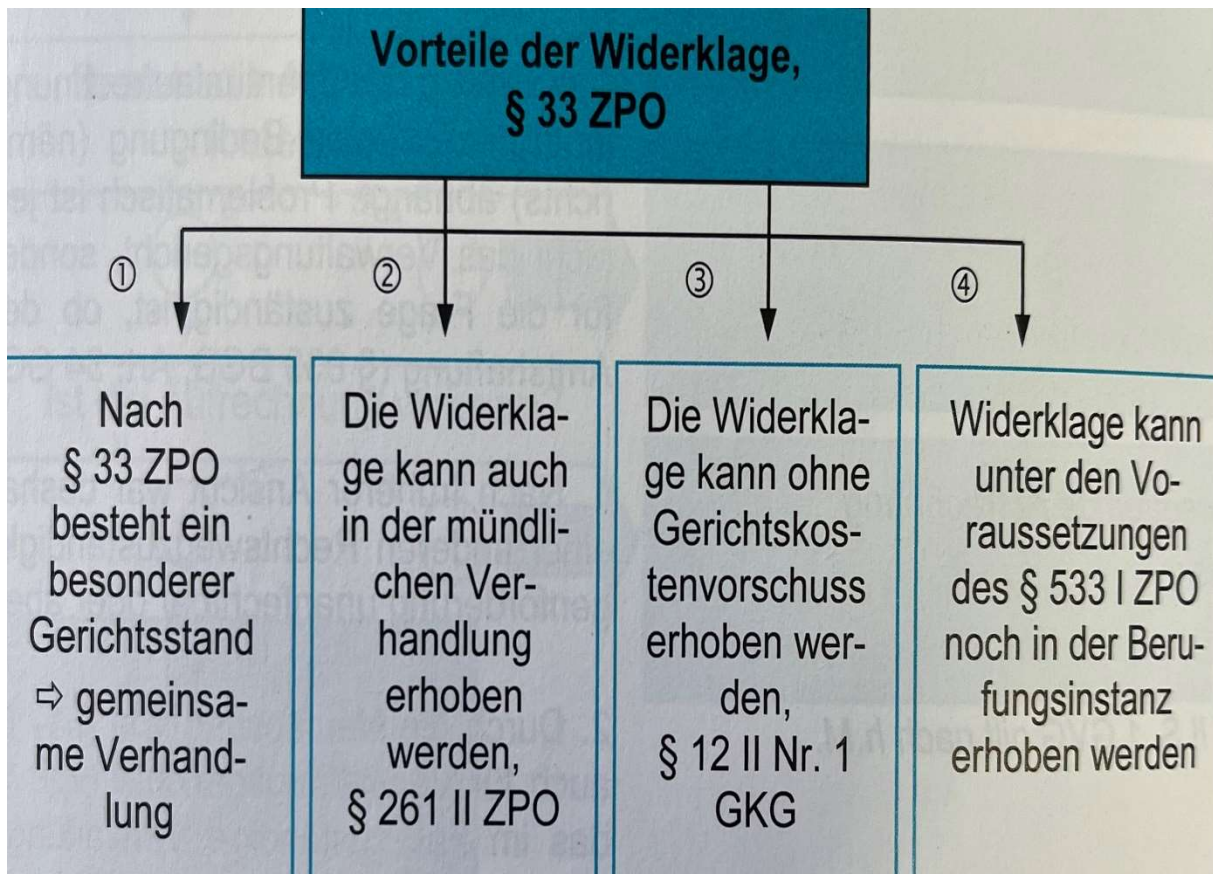 Vorteile der Widerklage,
§ 33 ZPO
①
②
③
④
Nach
§ 33 ZPO
besteht ein
besonderer
Gerichtsstand
⇨ gemeinsa-
me Verhand-
lung
Die Widerkla-
ge kann auch
in der mündli-
chen Ver-
handlung
erhoben
werden,
§ 261 II ZPO
Die Widerkla-
ge kann ohne
Gerichtskos-
tenvorschuss
erhoben wer-
den,
§ 12 II Nr. 1
GKG
Widerklage kann
unter den Vo-
raussetzungen
des § 533 I ZPO
noch in der Beru-
fungsinstanz
erhoben werden